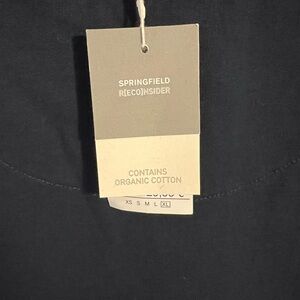 SPRINGFIELD
R[ECO]NSIDER
CONTAINS
ORGANIC COTTON
XS S M L XL